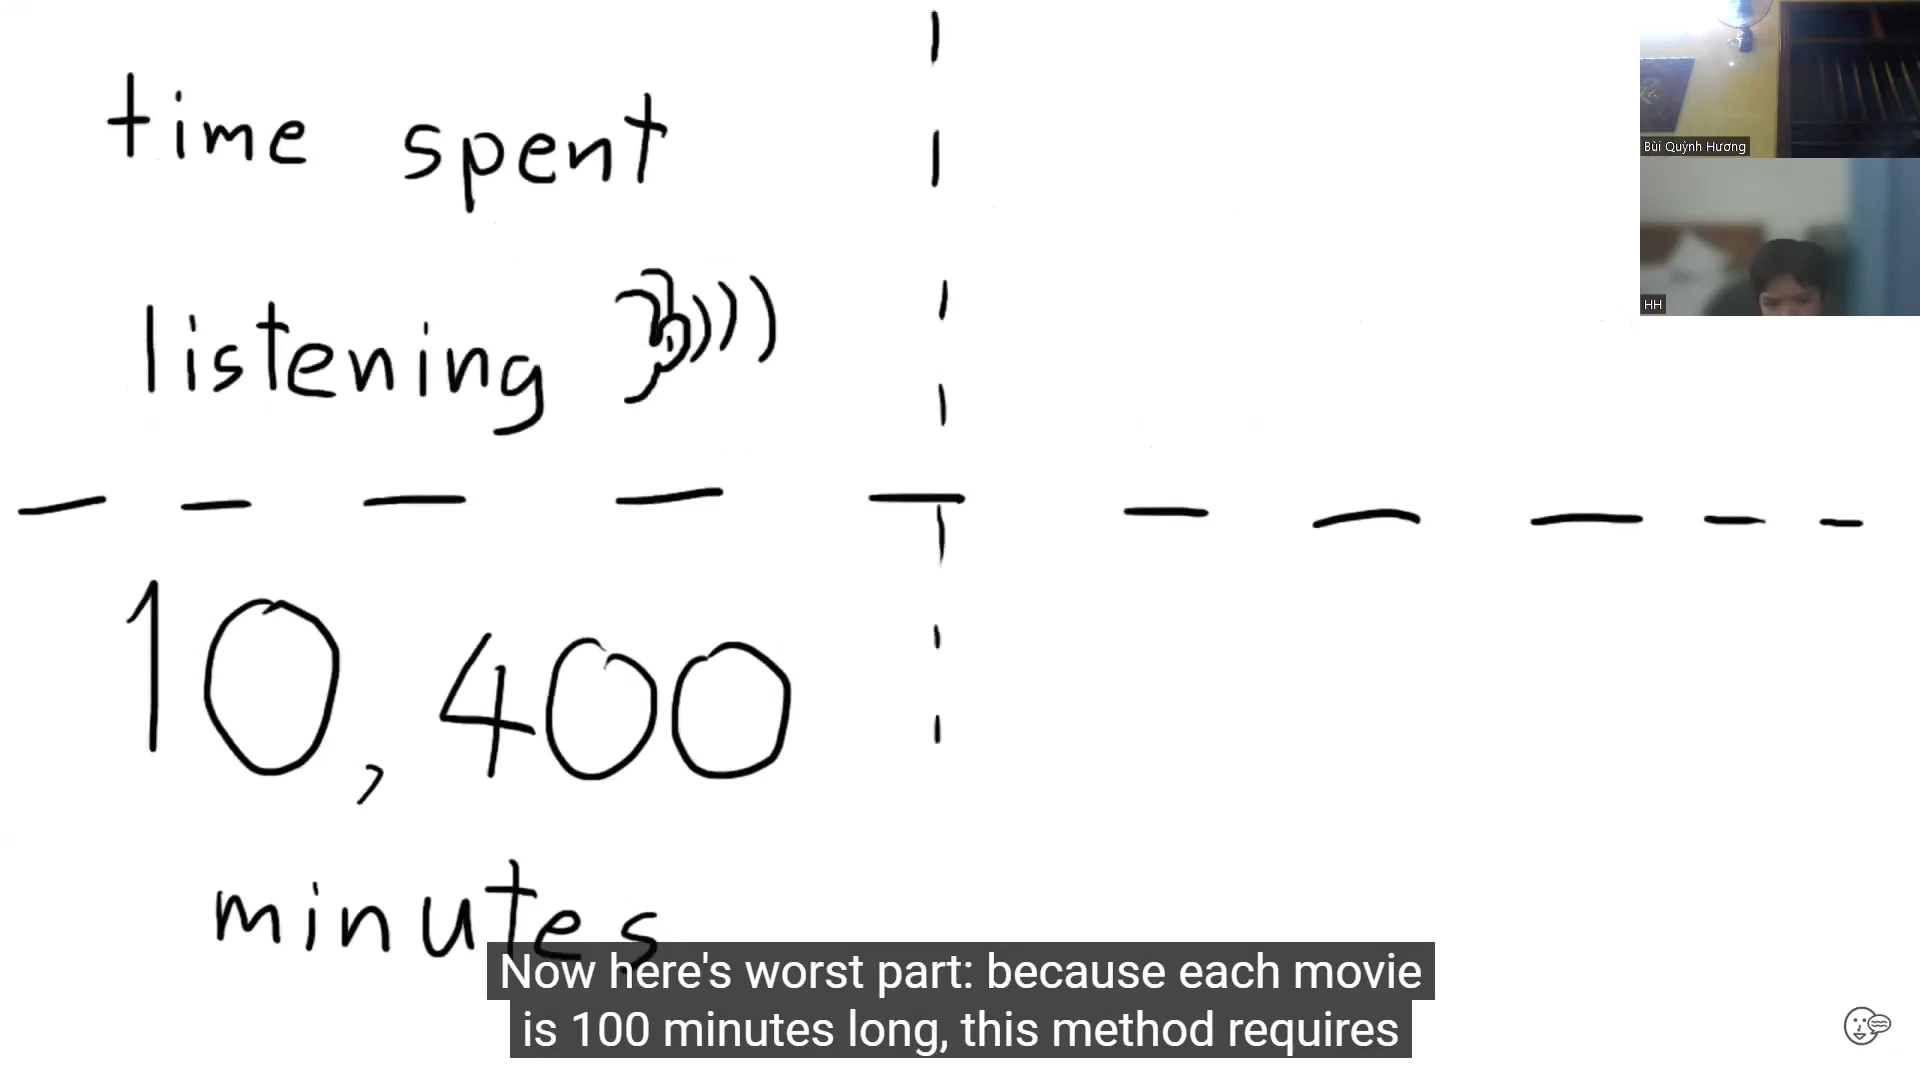 time spent
listening
10,400
minutes
Now here's worst part: because each movie
is 100 minutes long, this method requires
Bùi Quỳnh Hương
HH